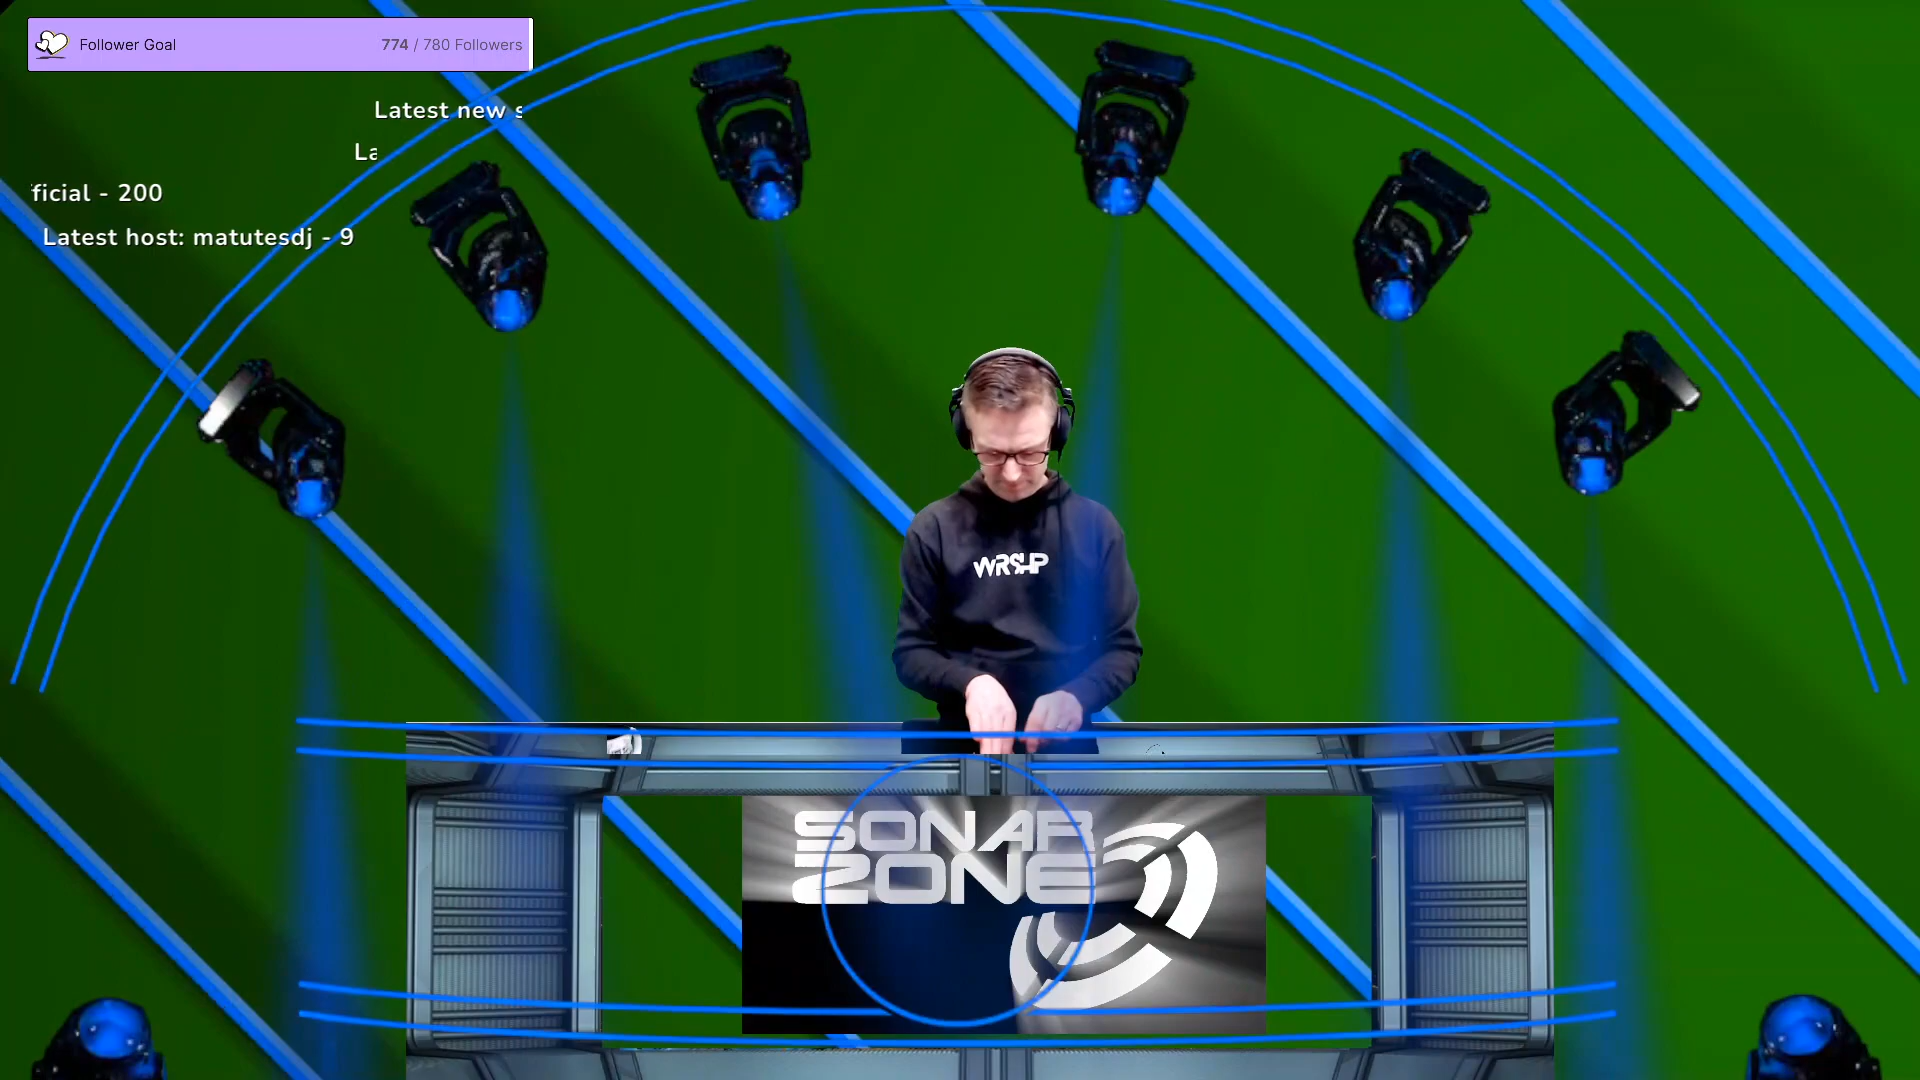 Follower Goal 774 / 780 Followers
Latest new s
La
ficial - 200
Latest host: matutesdj - 9
WRSHP
SONAR
ZONE